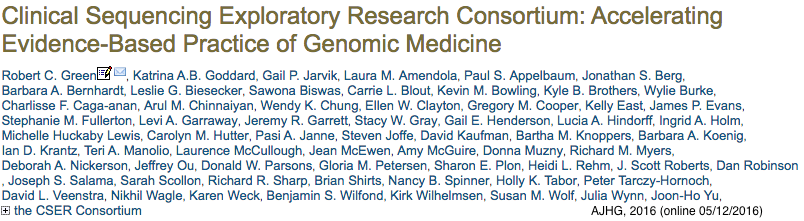 Clinical Sequencing Exploratory Research Consortium: Accelerating
Evidence-Based Practice of Genomic Medicine
Robert C. Green, Katrina A.B. Goddard, Gail P. Jarvik, Laura M. Amendola, Paul S. Appelbaum, Jonathan S. Berg,
Barbara A. Bernhardt, Leslie G. Biesecker, Sawona Biswas, Carrie L. Blout, Kevin M. Bowling, Kyle B. Brothers, Wylie Burke,
Charlisse F. Caga-anan, Arul M. Chinnaiyan, Wendy K. Chung, Ellen W. Clayton, Gregory M. Cooper, Kelly East, James P. Evans,
Stephanie M. Fullerton, Levi A. Garraway, Jeremy R. Garrett, Stacy W. Gray, Gail E. Henderson, Lucia A. Hindorff, Ingrid A. Holm,
Michelle Huckaby Lewis, Carolyn M. Hutter, Pasi A. Janne, Steven Joffe, David Kaufman, Bartha M. Knoppers, Barbara A. Koenig,
Ian D. Krantz, Teri A. Manolio, Laurence McCullough, Jean McEwen, Amy McGuire, Donna Muzny, Richard M. Myers,
Deborah A. Nickerson, Jeffrey Ou, Donald W. Parsons, Gloria M. Petersen, Sharon E. Plon, Heidi L. Rehm, J. Scott Roberts, Dan Robinson
, Joseph S. Salama, Sarah Scollon, Richard R. Sharp, Brian Shirts, Nancy B. Spinner, Holly K. Tabor, Peter Tarczy-Hornoch,
David L. Veenstra, Nikhil Wagle, Karen Weck, Benjamin S. Wilfond, Kirk Wilhelmsen, Susan M. Wolf, Julia Wynn, Joon-Ho Yu,
the CSER Consortium AJHG, 2016 (online 05/12/2016)